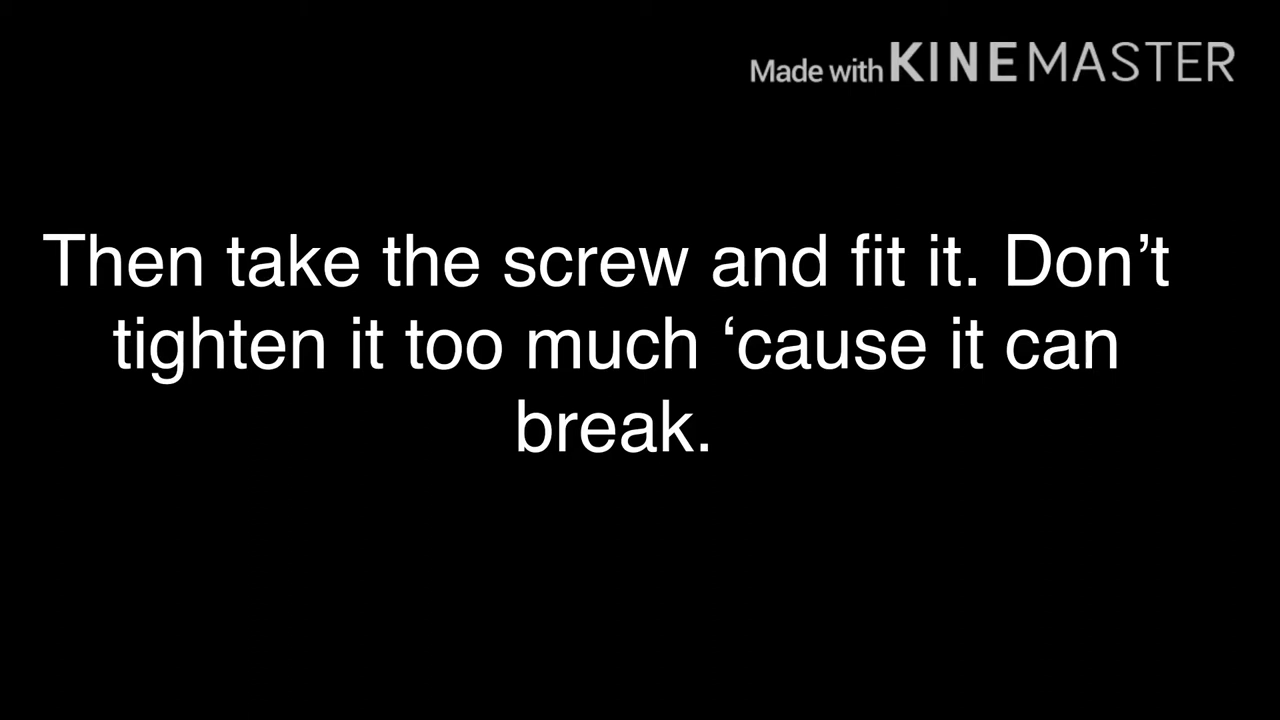 Made with KINEMASTER
Then take the screw and fit it. Don’t
tighten it too much ‘cause it can
break.